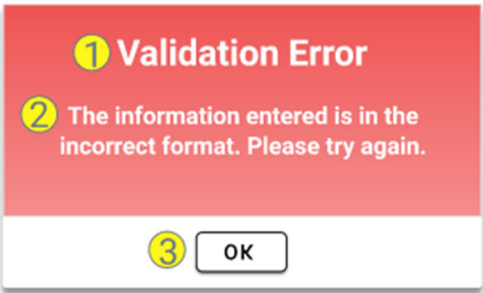 1 Validation Error
2 The information entered is in the
incorrect format. Please try again.
3 OK